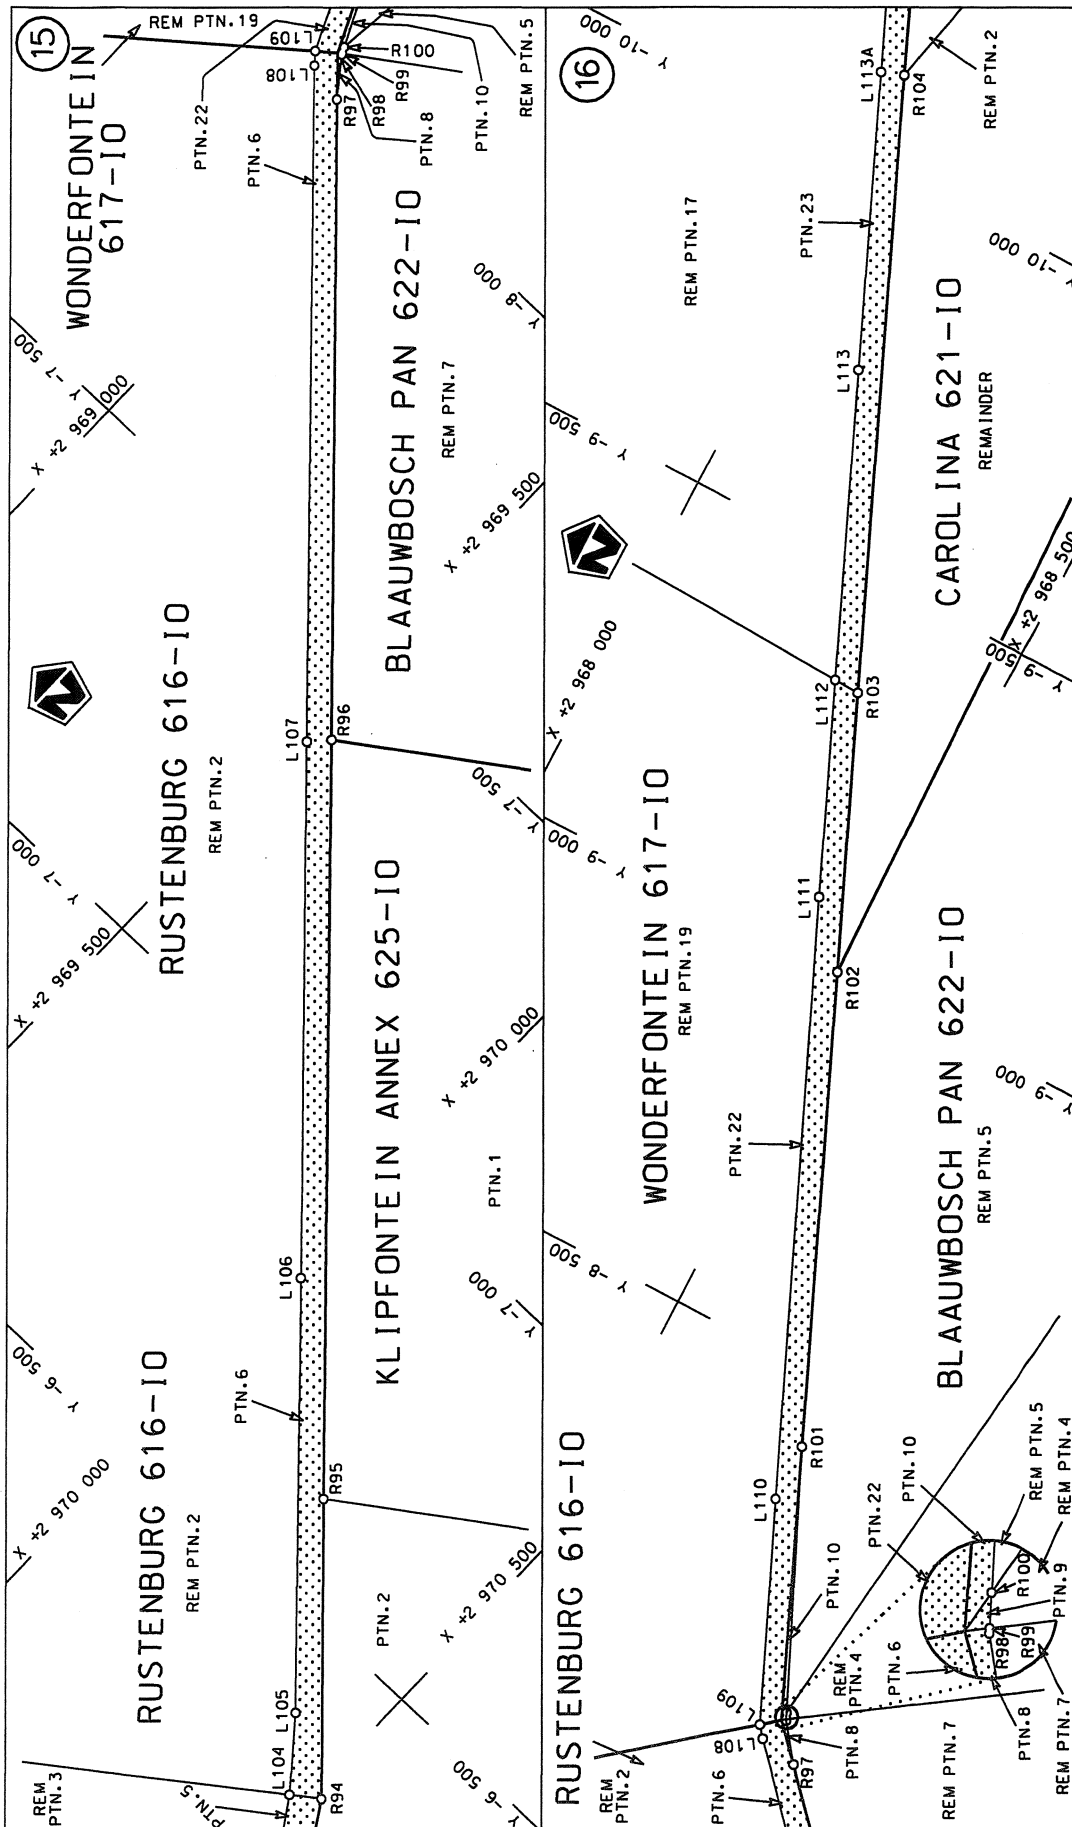 15
WONDERFONTEIN
617-IO
REM PTN.19
L109
L108
PTN.22
PTN.6
R97
R98
R99
R100
PTN.8
PTN.10
REM PTN.5
Y -7 500
X +2 969 000
BLAAUWBOSCH PAN 622-IO
REM PTN.7
Y -8 000
X +2 969 500
RUSTENBURG 616-IO
REM PTN.2
L107
R96
Y -7 500
Y -7 000
X +2 969 500
KLIPFONTEIN ANNEX 625-IO
PTN.1
X +2 970 000
L106
Y -7 000
Y -6 500
PTN.6
X +2 970 000
RUSTENBURG 616-IO
REM PTN.2
R95
PTN.2
X +2 970 500
L105
L104
REM
PTN.3
PTN.5
R94
Y -6 500
16
Y -10 000
L113A
R104
REM PTN.2
REM PTN.17
PTN.23
Y -10 000
L113
CAROLINA 621-IO
REMAINDER
Y -9 500
L112
R103
X +2 968 000
X +2 968 500
Y -9 500
WONDERFONTEIN 617-IO
REM PTN.19
Y -9 000
L111
R102
PTN.22
BLAAUWBOSCH PAN 622-IO
REM PTN.5
Y -9 000
Y -8 500
RUSTENBURG 616-IO
REM
PTN.2
L110
R101
PTN.10
L109
L108
PTN.6
R97
PTN.8
REM
PTN.4
REM PTN.7
PTN.22
PTN.10
REM PTN.5
REM PTN.4
R100
PTN.9
R98
R99
PTN.6
PTN.8
REM PTN.7